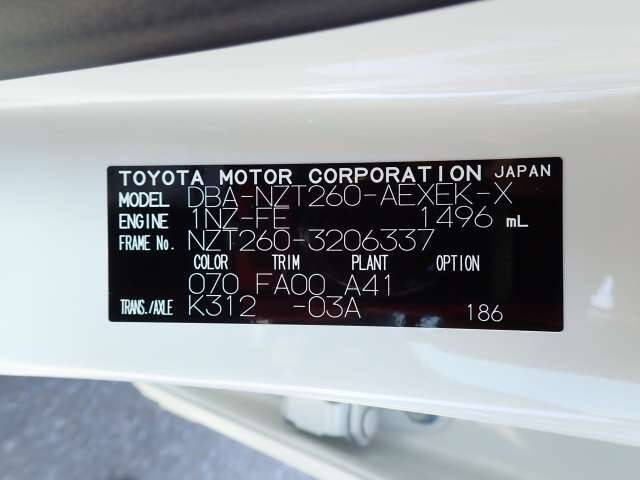 TOYOTA MOTOR CORPORATION JAPAN
MODEL DBA-NZT260-AEXEK-X
ENGINE 1NZ-FE 1496 mL
FRAME No. NZT260-3206337
COLOR TRIM PLANT OPTION
070 FA00 A41
TRANS./AXLE K312 -03A 186